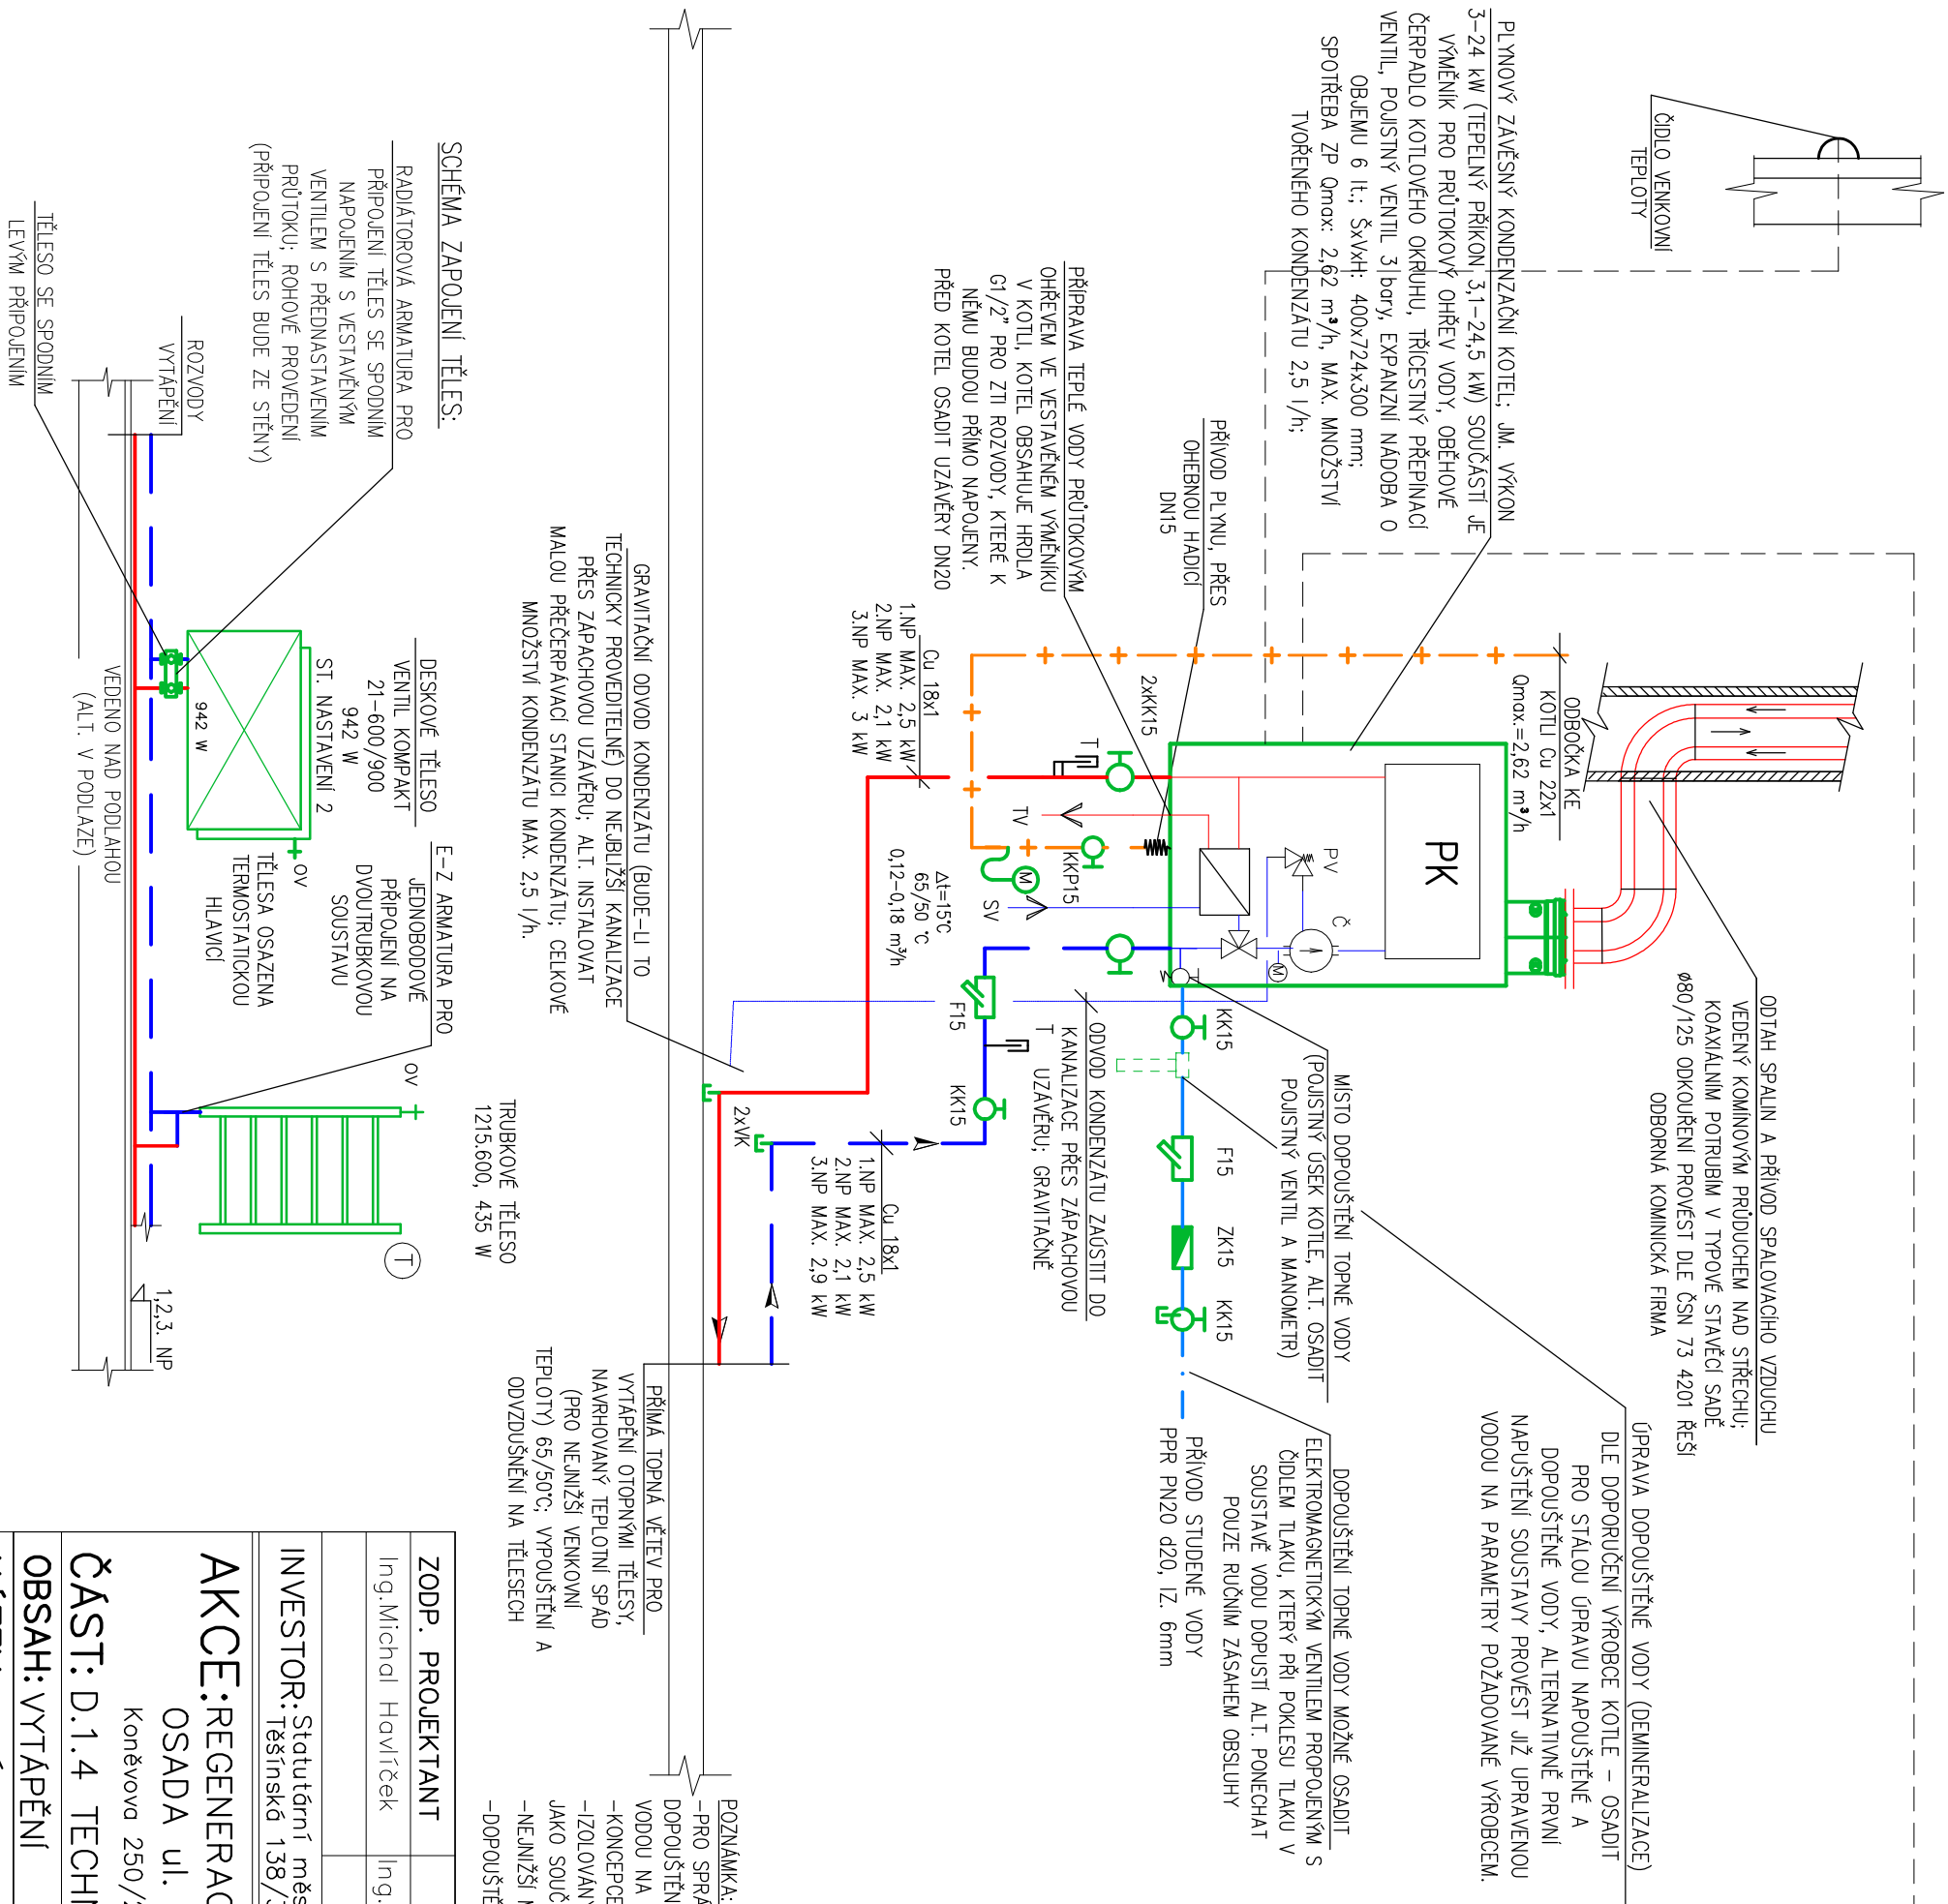 ČIDLO VENKOVNÍ
TEPLOTY
PLYNOVÝ ZÁVĚSNÝ KONDENZAČNÍ KOTEL; JM. VÝKON
3-24 kW (TEPELNÝ PŘÍKON 3,1-24,5 kW) SOUČÁSTÍ JE
VÝMĚNÍK PRO PRŮTOKOVÝ OHŘEV VODY, OBĚHOVÉ
ČERPADLO KOTLOVÉHO OKRUHU, TŘÍCESTNÝ PŘEPÍNACÍ
VENTIL, POJISTNÝ VENTIL 3 bary, EXPANZNÍ NÁDOBA O
OBJEMU 6 lt.; ŠxVxH: 400x724x300 mm;
SPOTŘEBA ZP Qmax: 2,62 m³/h, MAX. MNOŽSTVÍ
TVOŘENÉHO KONDENZÁTU 2,5 l/h;
PŘÍVOD PLYNU, PŘES
OHEBNOU HADICÍ
DN15
PŘÍPRAVA TEPLÉ VODY PRŮTOKOVÝM
OHŘEVEM VE VESTAVĚNÉM VÝMĚNÍKU
V KOTLI, KOTEL OBSAHUJE HRDLA
G1/2" PRO ZTI ROZVODY, KTERÉ K
NĚMU BUDOU PŘÍMO NAPOJENY.
PŘED KOTEL OSADIT UZÁVĚRY DN20
ODBOČKA KE
KOTLI Cu 22x1
Qmax.=2,62 m³/h
ODTAH SPALIN A PŘÍVOD SPALOVACÍHO VZDUCHU
VEDENÝ KOMÍNOVÝM PRŮDUCHEM NAD STŘECHU;
KOAXIÁLNÍM POTRUBÍM V TYPOVÉ STAVĚCÍ SADĚ
ø80/125 ODKOUŘENÍ PROVÉST DLE ČSN 73 4201 ŘEŠÍ
ODBORNÁ KOMINICKÁ FIRMA
PK
PV
Č
M
2xKK15
T
TV
KKP15
M
SV
Cu 18x1
1.NP MAX. 2,5 kW
2.NP MAX. 2,1 kW
3.NP MAX. 3 kW
Δt=15°C
65/50 °C
0,12-0,18 m³/h
F15
T
KK15
KK15
F15
ZK15
KK15
MÍSTO DOPOUŠTĚNÍ TOPNÉ VODY
(POJISTNÝ ÚSEK KOTLE, ALT. OSADIT
POJISTNÝ VENTIL A MANOMETR)
ODVOD KONDENZÁTU ZAÚSTIT DO
KANALIZACE PŘES ZÁPACHOVOU
UZÁVĚRU; GRAVITAČNĚ
ÚPRAVA DOPOUŠTĚNÉ VODY (DEMINERALIZACE)
DLE DOPORUČENÍ VÝROBCE KOTLE - OSADIT
PRO STÁLOU ÚPRAVU NAPOUŠTĚNÉ A
DOPOUŠTĚNÉ VODY, ALTERNATIVNĚ PRVNÍ
NAPUŠTĚNÍ SOUSTAVY PROVÉST JIŽ UPRAVENOU
VODOU NA PARAMETRY POŽADOVANÉ VÝROBCEM.
DOPOUŠTĚNÍ TOPNÉ VODY MOŽNÉ OSADIT
ELEKTROMAGNETICKÝM VENTILEM PROPOJENÝM S
ČIDLEM TLAKU, KTERÝ PŘI POKLESU TLAKU V
SOUSTAVĚ VODU DOPUSTÍ ALT. PONECHAT
POUZE RUČNÍM ZÁSAHEM OBSLUHY
PŘÍVOD STUDENÉ VODY
PPR PN20 d20, IZ. 6mm
GRAVITAČNÍ ODVOD KONDENZÁTU (BUDE-LI TO
TECHNICKY PROVEDITELNÉ) DO NEJBLIŽŠÍ KANALIZACE
PŘES ZÁPACHOVOU UZÁVĚRU; ALT. INSTALOVAT
MALOU PŘEČERPÁVACÍ STANICI KONDENZÁTU; CELKOVÉ
MNOŽSTVÍ KONDENZÁTU MAX. 2,5 l/h.
2xVK
Cu 18x1
1.NP MAX. 2,5 kW
2.NP MAX. 2,1 kW
3.NP MAX. 2,9 kW
PŘÍMÁ TOPNÁ VĚTEV PRO
VYTÁPĚNÍ OTOPNÝMI TĚLESY,
NAVRHOVANÝ TEPLOTNÍ SPÁD
(PRO NEJNIŽŠÍ VENKOVNÍ
TEPLOTY) 65/50°C; VYPOUŠTĚNÍ A
ODVZDUŠNĚNÍ NA TĚLESECH
SCHÉMA ZAPOJENÍ TĚLES:
RADIÁTOROVÁ ARMATURA PRO
PŘIPOJENÍ TĚLES SE SPODNÍM
NAPOJENÍM S VESTAVĚNÝM
VENTILEM S PŘEDNASTAVENÍM
PRŮTOKU; ROHOVÉ PROVEDENÍ
(PŘIPOJENÍ TĚLES BUDE ZE STĚNY)
ROZVODY
VYTÁPĚNÍ
TĚLESO SE SPODNÍM
LEVÝM PŘIPOJENÍM
DESKOVÉ TĚLESO
VENTIL KOMPAKT
21-600/900
942 W
ST. NASTAVENÍ 2
942 W
OV
E-Z ARMATURA PRO
JEDNOBODOVÉ
PŘIPOJENÍ NA
DVOUTRUBKOVOU
SOUSTAVU
TĚLESA OSAZENA
TERMOSTATICKOU
HLAVICÍ
VEDENO NAD PODLAHOU
(ALT. V PODLAZE)
OV
TRUBKOVÉ TĚLESO
1215.600, 435 W
T
1,2,3. NP
POZNÁMKA:
-PRO SPRÁ
DOPOUŠTĚN
VODOU NA
-KONCEPCE
-IZOLOVÁN
JAKO SOUČ
-NEJNIŽŠÍ
-DOPOUŠTĚ
ZODP. PROJEKTANT
Ing.Michal Havlíček
Ing.
INVESTOR: Statutární měs
Těšínská 138/
AKCE: REGENERAC
OSADA ul.
Koněvova 250/
ČÁST: D.1.4 TECHN
OBSAH: VYTÁPĚNÍ